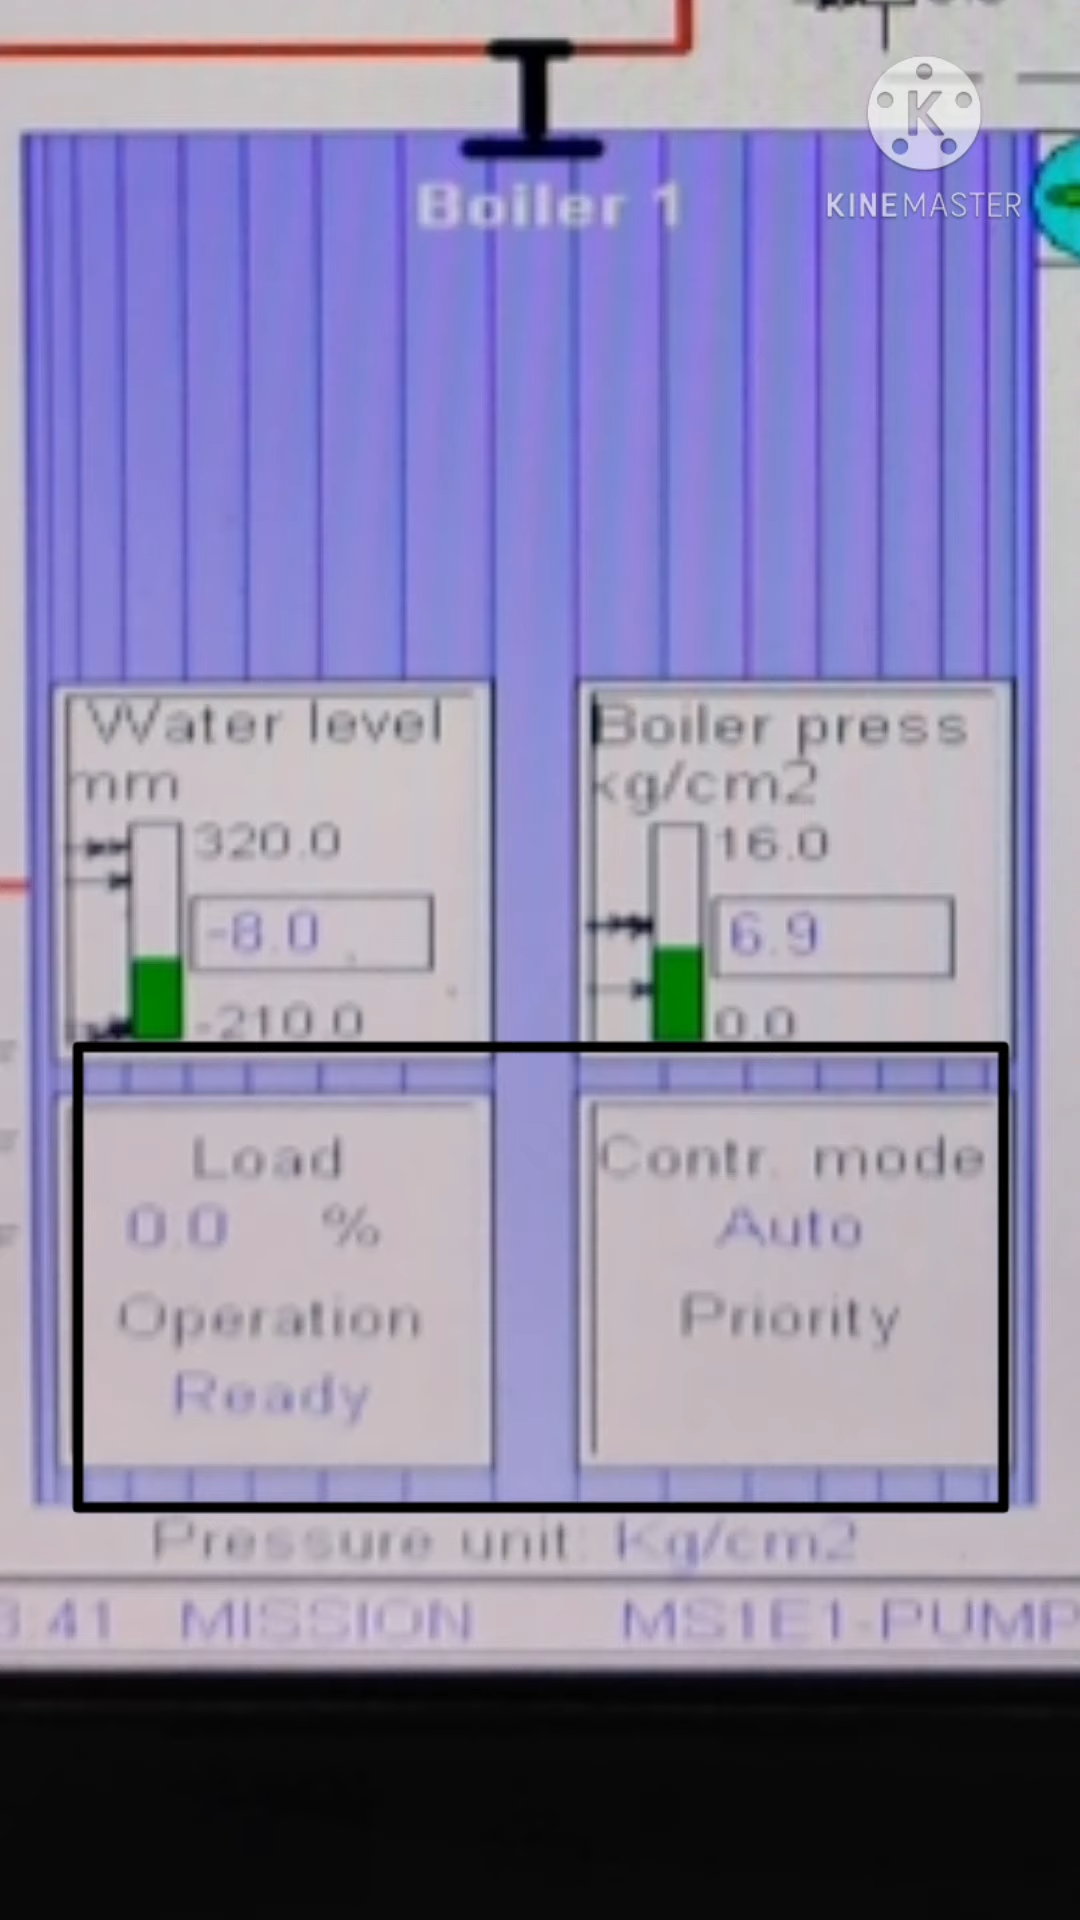 KINEMASTER
Boiler 1
Water level
mm
320.0
-8.0
-210.0
Boiler press
kg/cm2
16.0
6.9
0.0
Load
0.0 %
Operation
Ready
Contr. mode
Auto
Priority
Pressure unit: Kg/cm2
MISSION MS1E1-PUMP